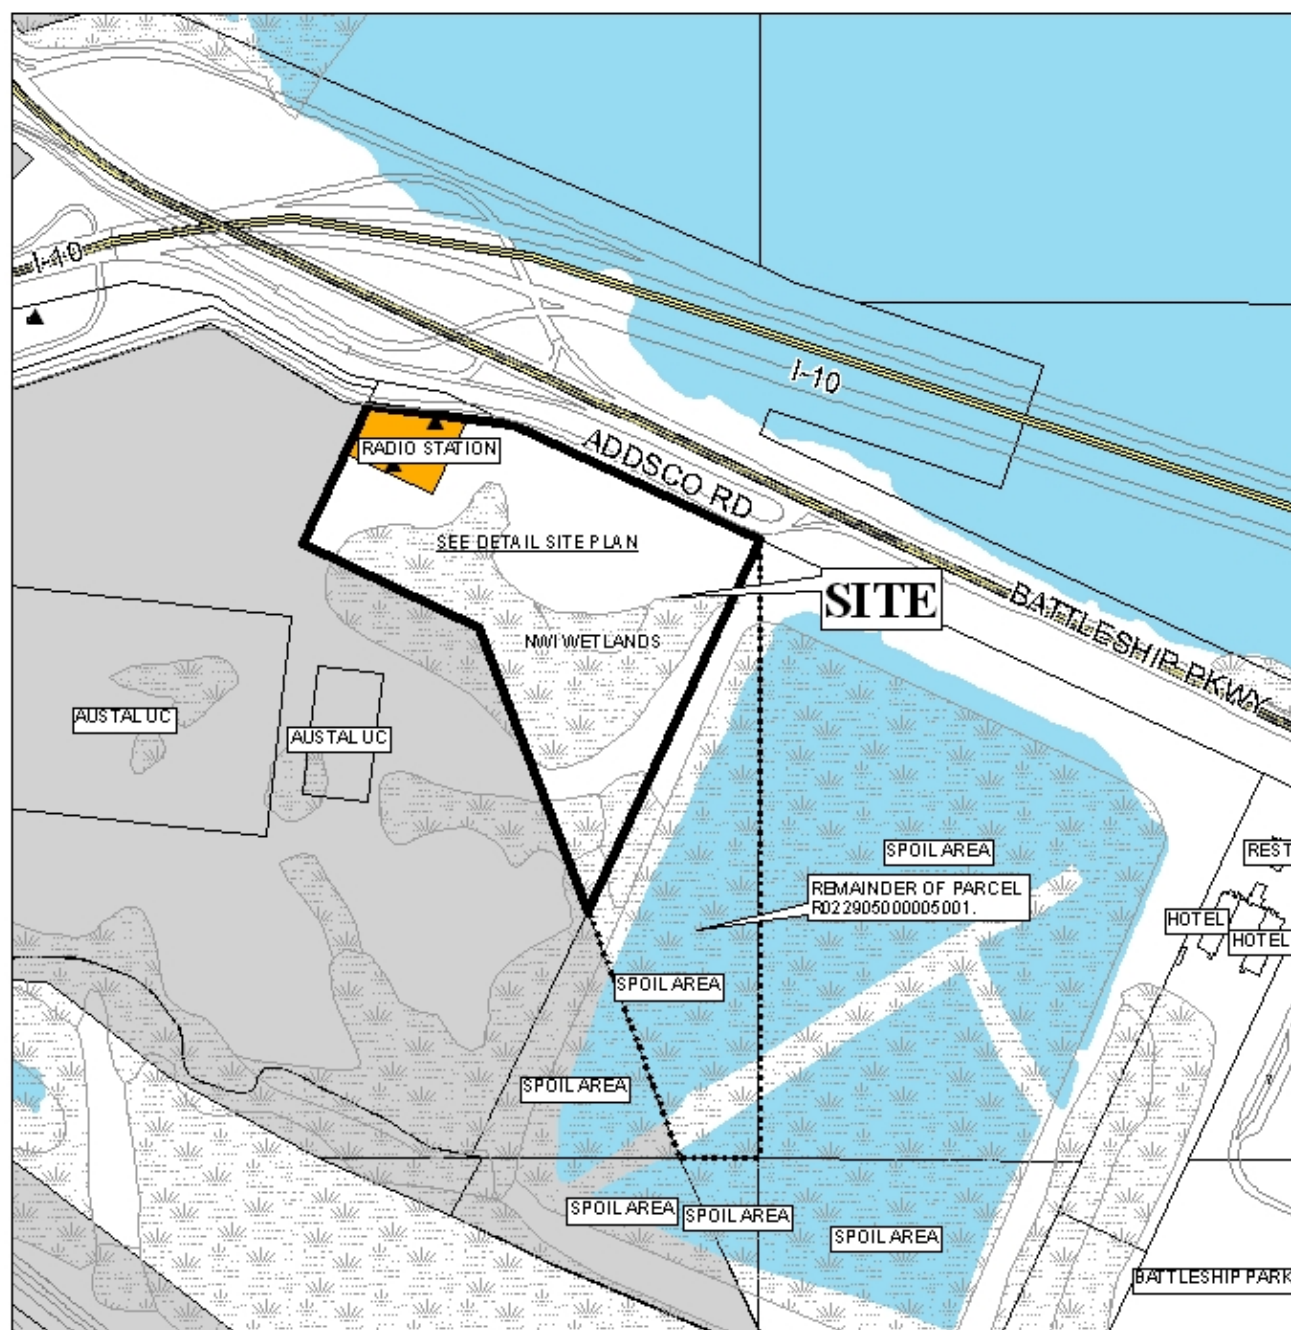 I-10
I-10
RADIO STATION
ADDSCO RD
SEE DETAIL SITE PLAN
SITE
BATTLESHIP PKWY
NWI WETLANDS
AUSTAL UC
AUSTAL UC
SPOIL AREA
REST
REMAINDER OF PARCEL
R022905000005001.
HOTEL
HOTEL
SPOIL AREA
SPOIL AREA
SPOIL AREA
SPOIL AREA
SPOIL AREA
BATTLESHIP PARK